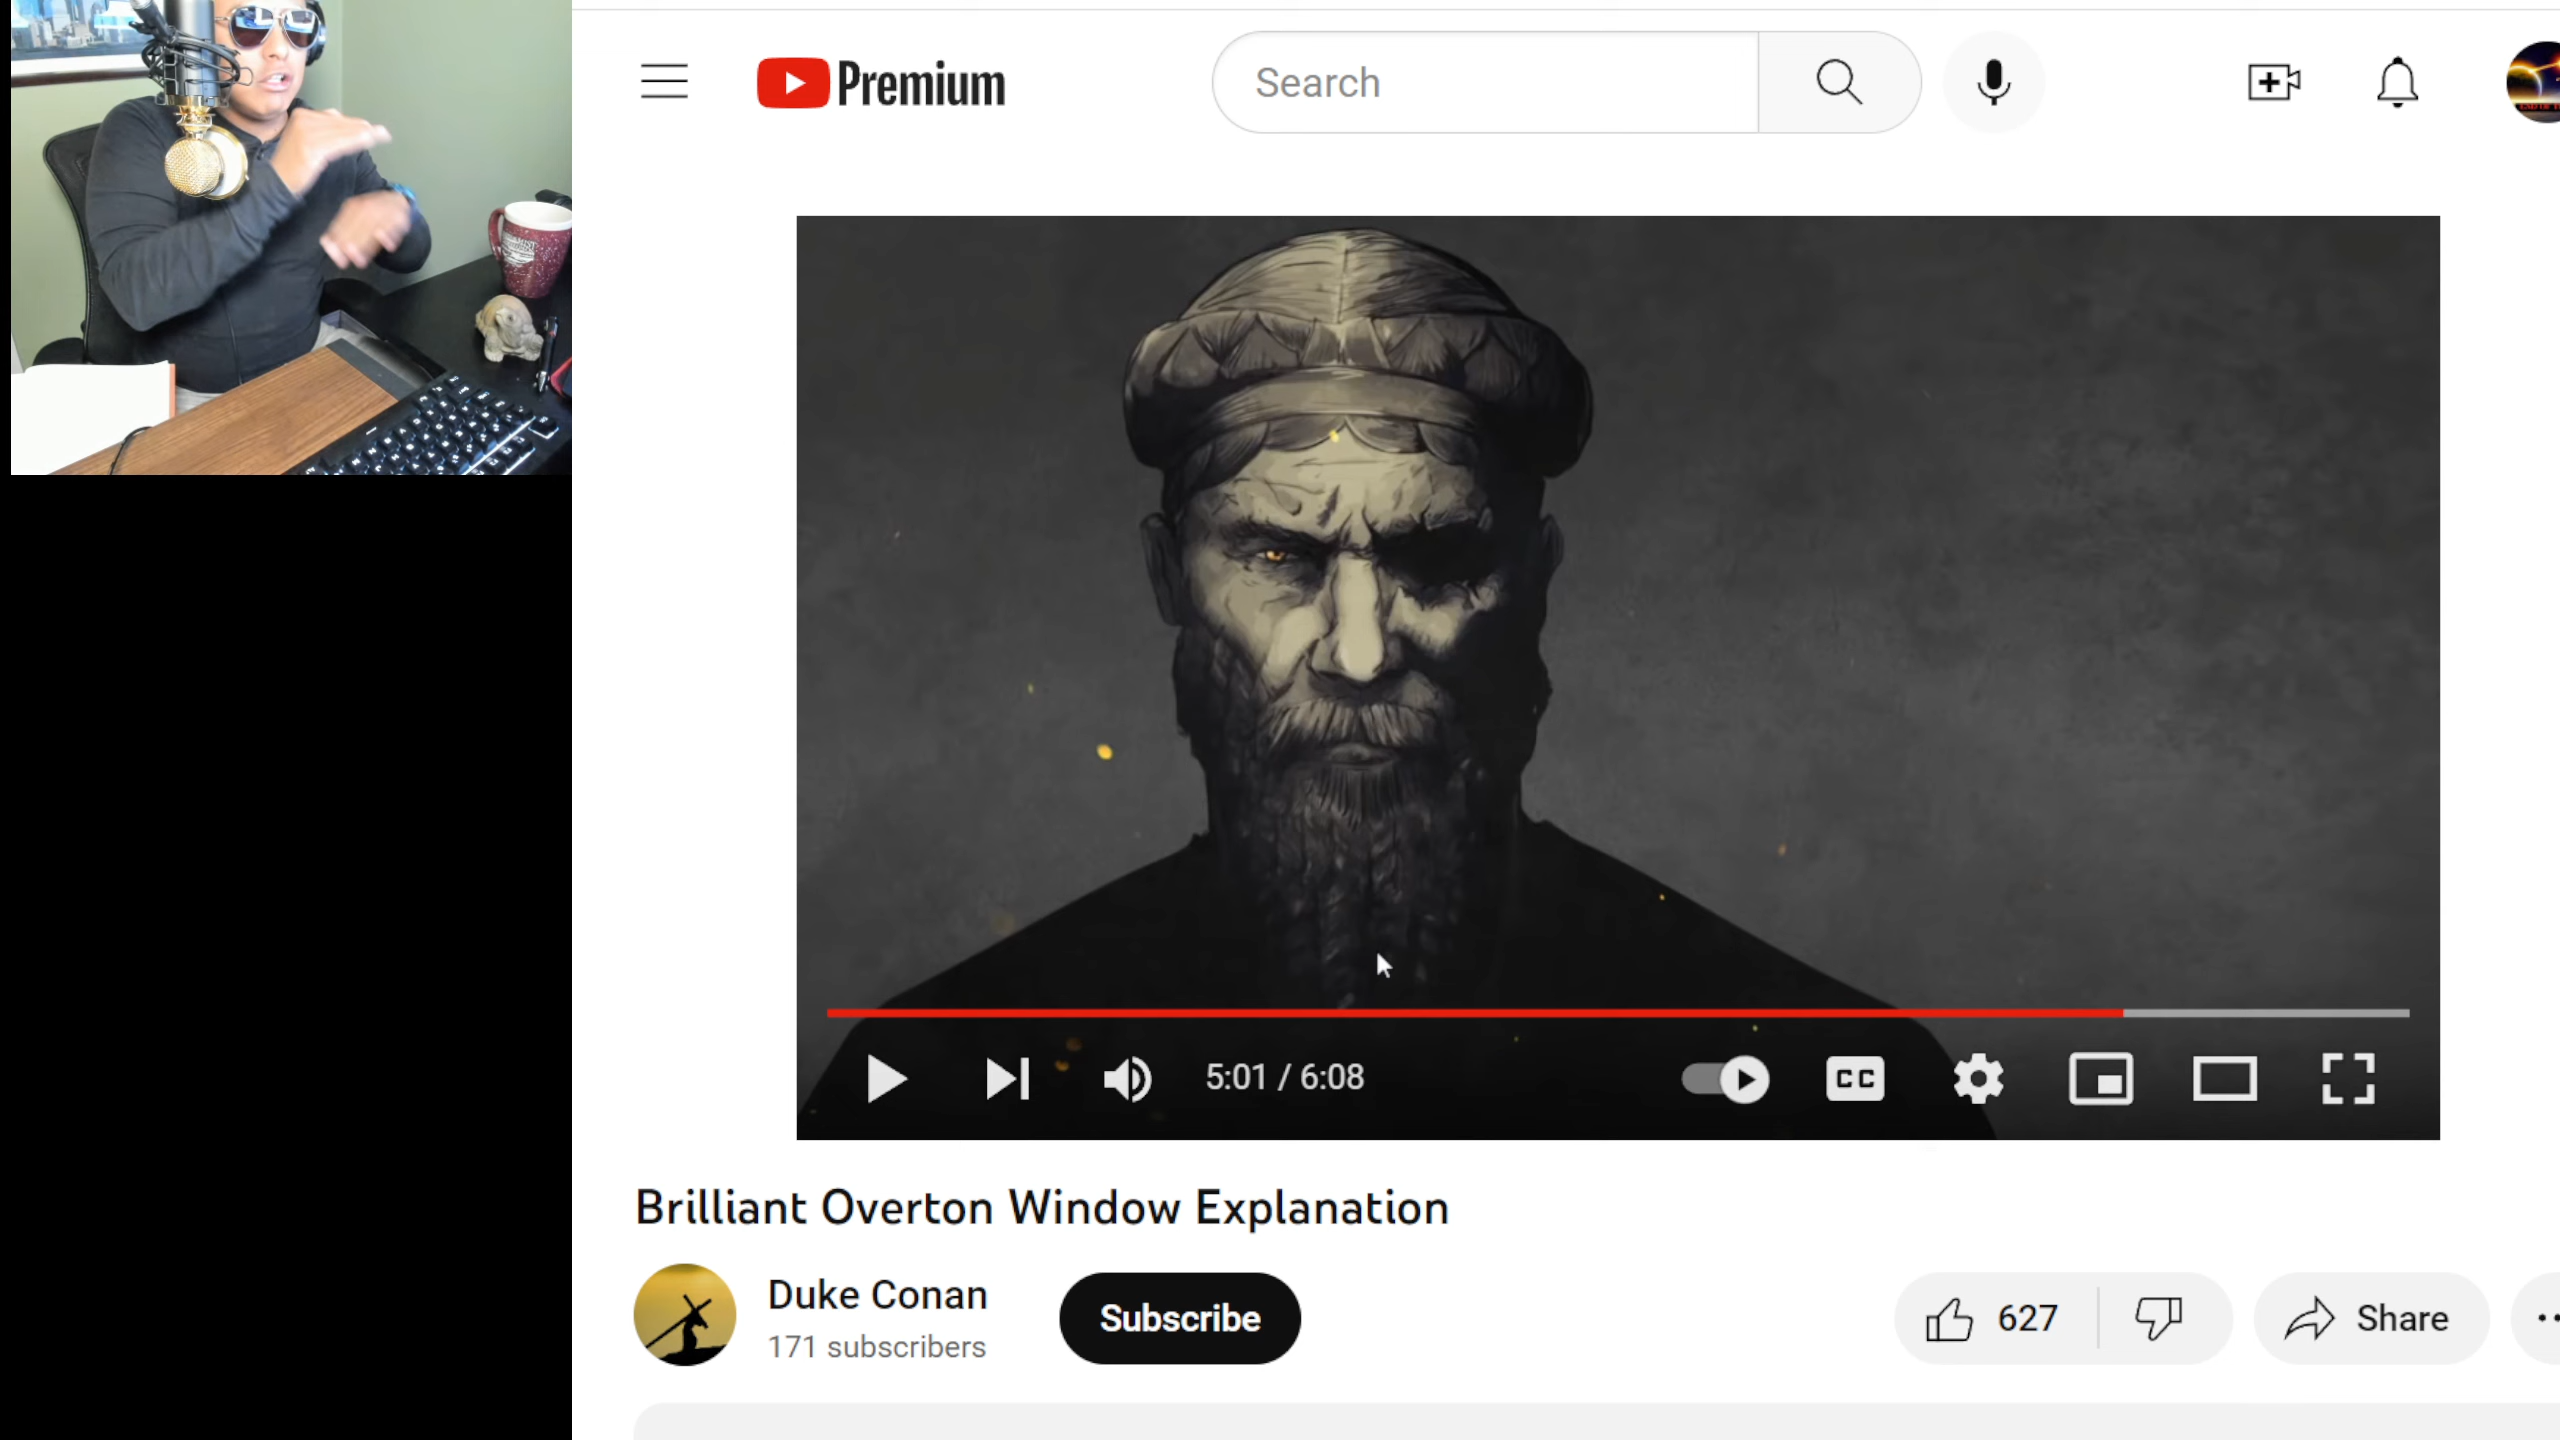 Premium
Search
5:01 / 6:08
CC
Brilliant Overton Window Explanation
Duke Conan
171 subscribers
Subscribe
627
Share